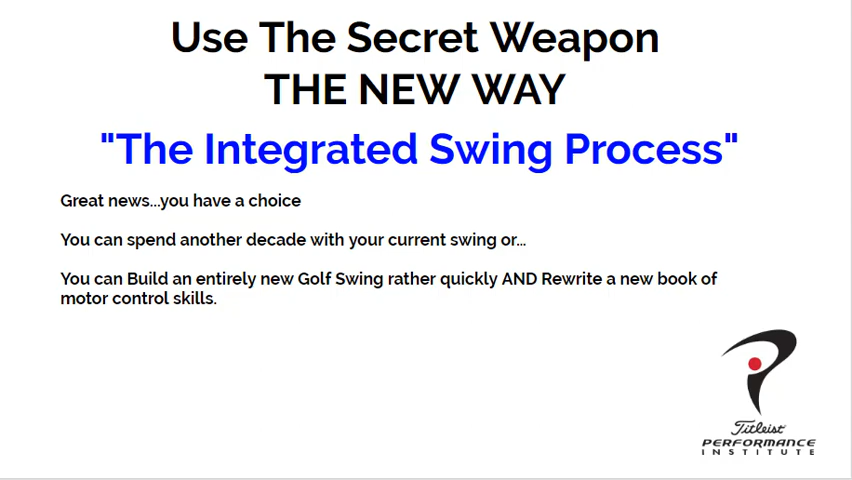 Use The Secret Weapon
THE NEW WAY
"The Integrated Swing Process"
Great news...you have a choice
You can spend another decade with your current swing or...
You can Build an entirely new Golf Swing rather quickly AND Rewrite a new book of
motor control skills.
Titleist
PERFORMANCE
INSTITUTE